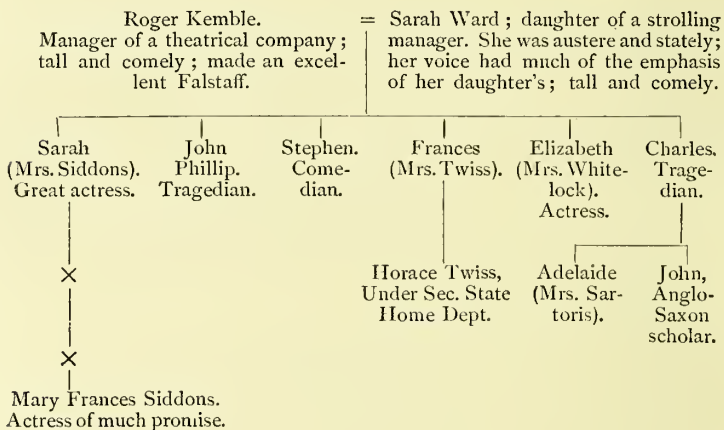 Roger Kemble.
Manager of a theatrical company;
tall and comely; made an excel-
lent Falstaff.
= Sarah Ward; daughter of a strolling
manager. She was austere and stately;
her voice had much of the emphasis
of her daughter's; tall and comely.
Sarah
(Mrs. Siddons).
Great actress.
John
Phillip.
Tragedian.
Stephen.
Come-
dian.
Frances
(Mrs. Twiss).
Elizabeth
(Mrs. White-
lock).
Actress.
Charles.
Trage-
dian.
×
×
Mary Frances Siddons.
Actress of much promise.
Horace Twiss,
Under Sec. State
Home Dept.
Adelaide
(Mrs. Sar-
toris).
John,
Anglo-
Saxon
scholar.